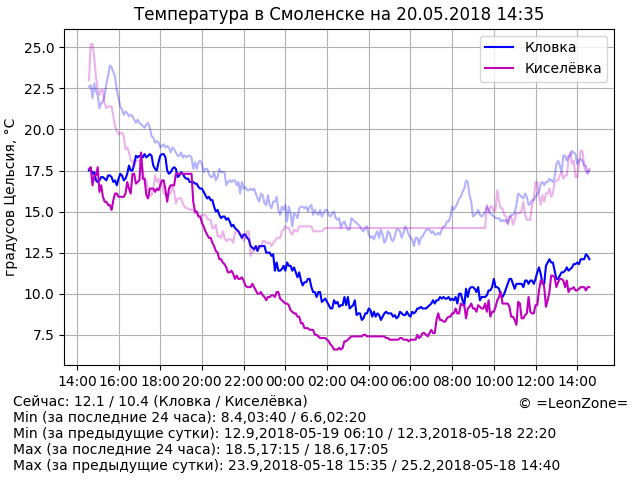 Температура в Смоленске на 20.05.2018 14:35
Кловка
Киселёвка
градусов Цельсия, °C
25.0
22.5
20.0
17.5
15.0
12.5
10.0
7.5
14:00 16:00 18:00 20:00 22:00 00:00 02:00 04:00 06:00 08:00 10:00 12:00 14:00
Сейчас: 12.1 / 10.4 (Кловка / Киселёвка)
© =LeonZone=
Min (за последние 24 часа): 8.4,03:40 / 6.6,02:20
Min (за предыдущие сутки): 12.9,2018-05-19 06:10 / 12.3,2018-05-18 22:20
Max (за последние 24 часа): 18.5,17:15 / 18.6,17:05
Max (за предыдущие сутки): 23.9,2018-05-18 15:35 / 25.2,2018-05-18 14:40